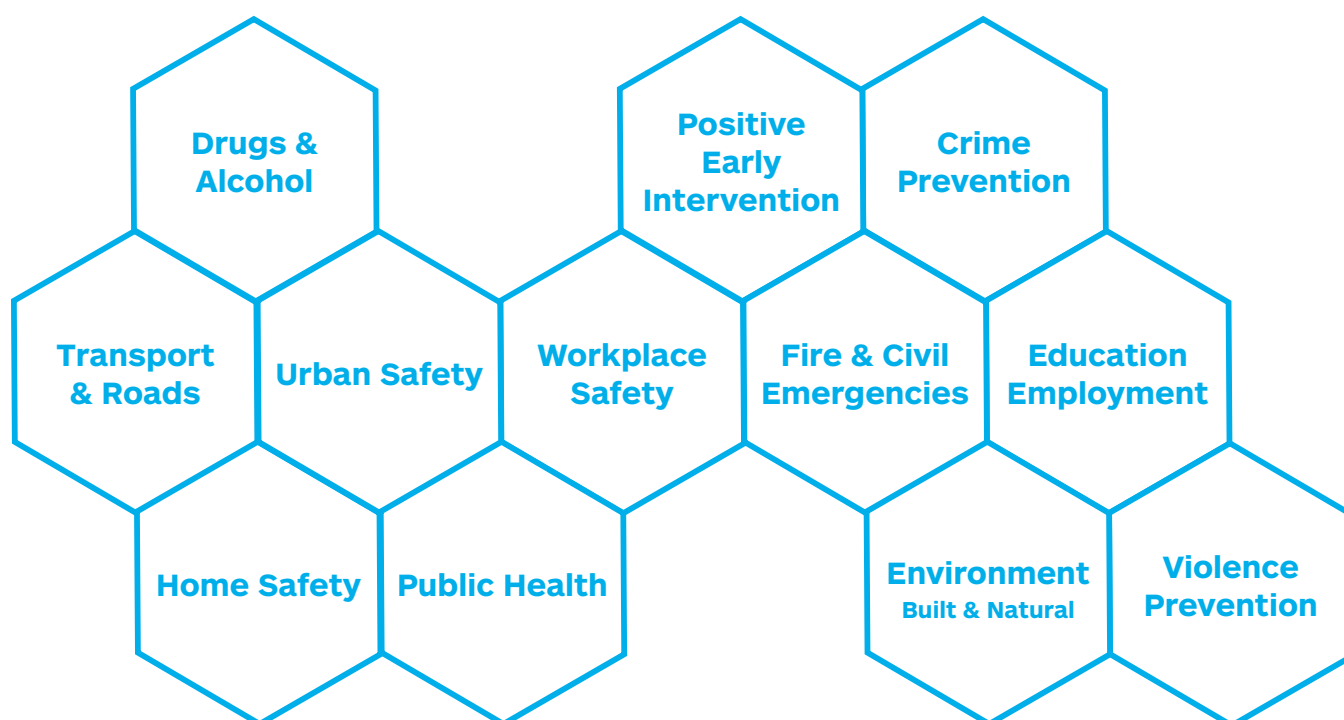 Drugs &
Alcohol
Positive
Early
Intervention
Crime
Prevention
Transport
& Roads
Urban Safety
Workplace
Safety
Fire & Civil
Emergencies
Education
Employment
Home Safety
Public Health
Environment
Built & Natural
Violence
Prevention